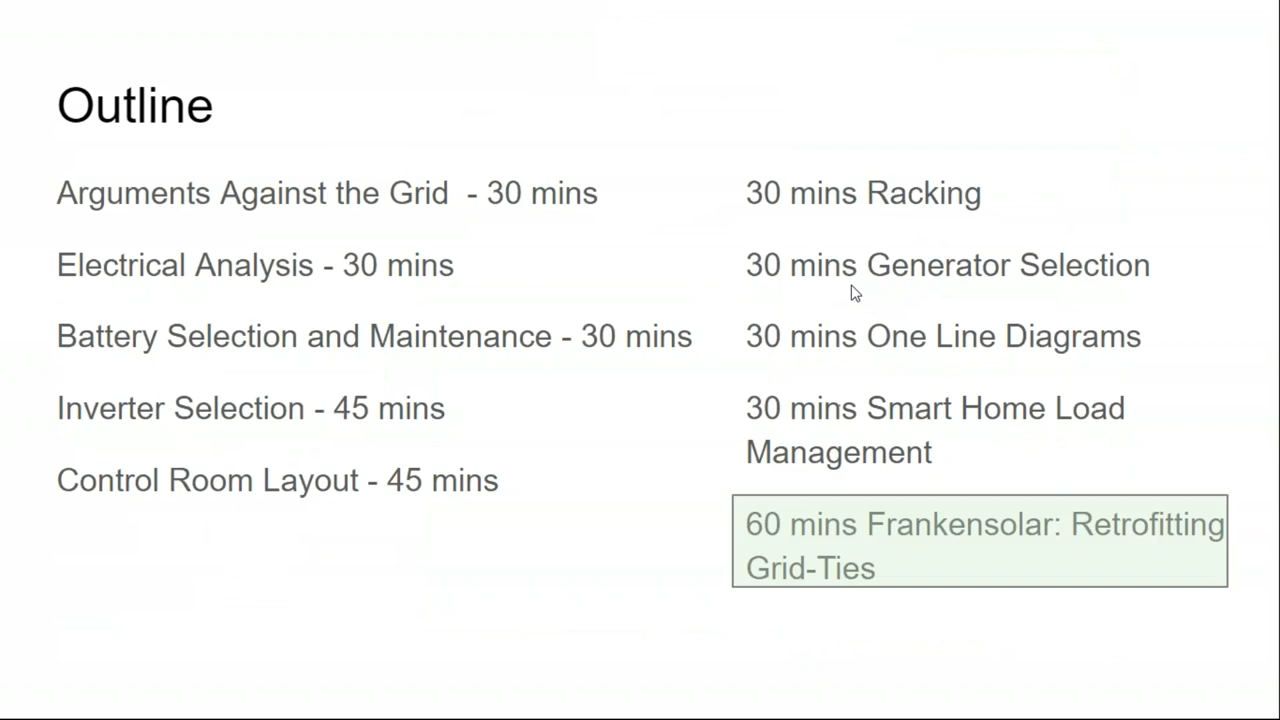 Outline
Arguments Against the Grid  - 30 mins
Electrical Analysis - 30 mins
Battery Selection and Maintenance - 30 mins
Inverter Selection - 45 mins
Control Room Layout - 45 mins
30 mins Racking
30 mins Generator Selection
30 mins One Line Diagrams
30 mins Smart Home Load
Management
60 mins Frankensolar: Retrofitting
Grid-Ties